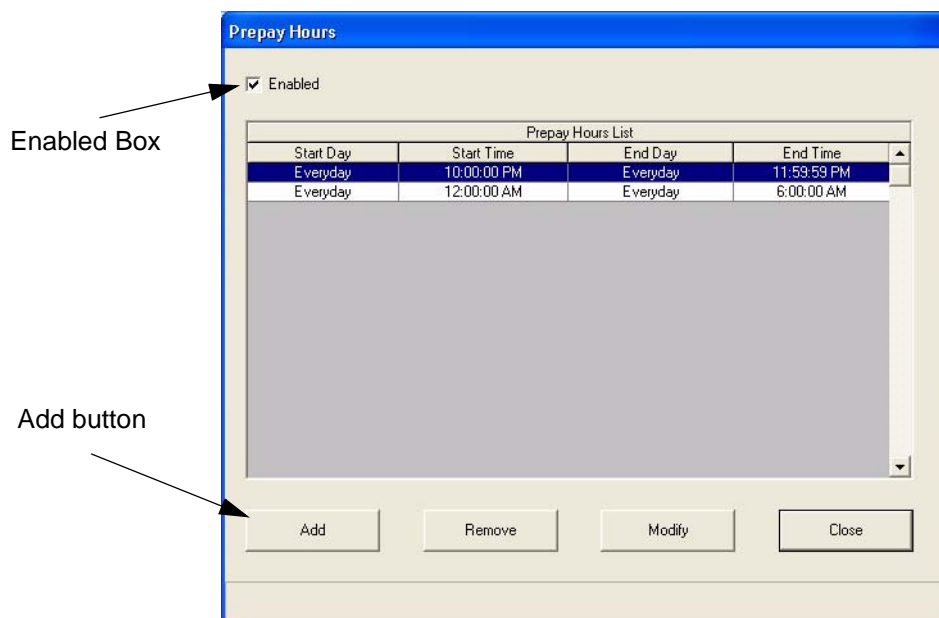 Prepay Hours
Enabled
Enabled Box
Prepay Hours List
Start Day Start Time End Day End Time
Everyday 10:00:00 PM Everyday 11:59:59 PM
Everyday 12:00:00 AM Everyday 6:00:00 AM
Add button
Add Remove Modify Close